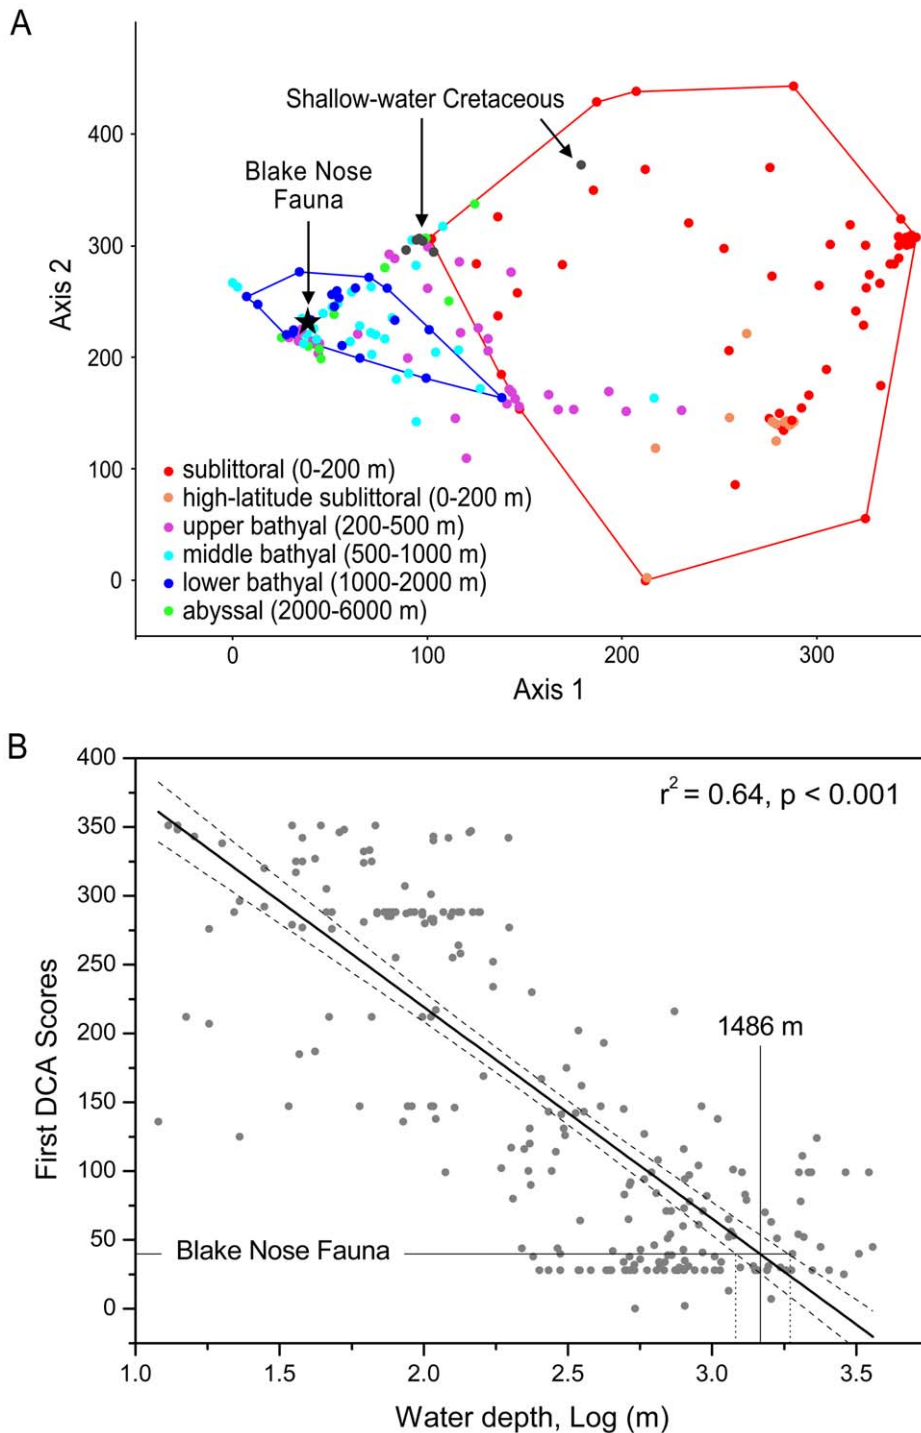 A
Shallow-water Cretaceous
Blake Nose
Fauna
Axis 2
400
300
200
100
0
sublittoral (0-200 m)
high-latitude sublittoral (0-200 m)
upper bathyal (200-500 m)
middle bathyal (500-1000 m)
lower bathyal (1000-2000 m)
abyssal (2000-6000 m)
0 100 200 300
Axis 1
B
r² = 0.64, p < 0.001
First DCA Scores
400
350
300
250
200
150
100
50
0
1486 m
Blake Nose Fauna
1.0 1.5 2.0 2.5 3.0 3.5
Water depth, Log (m)